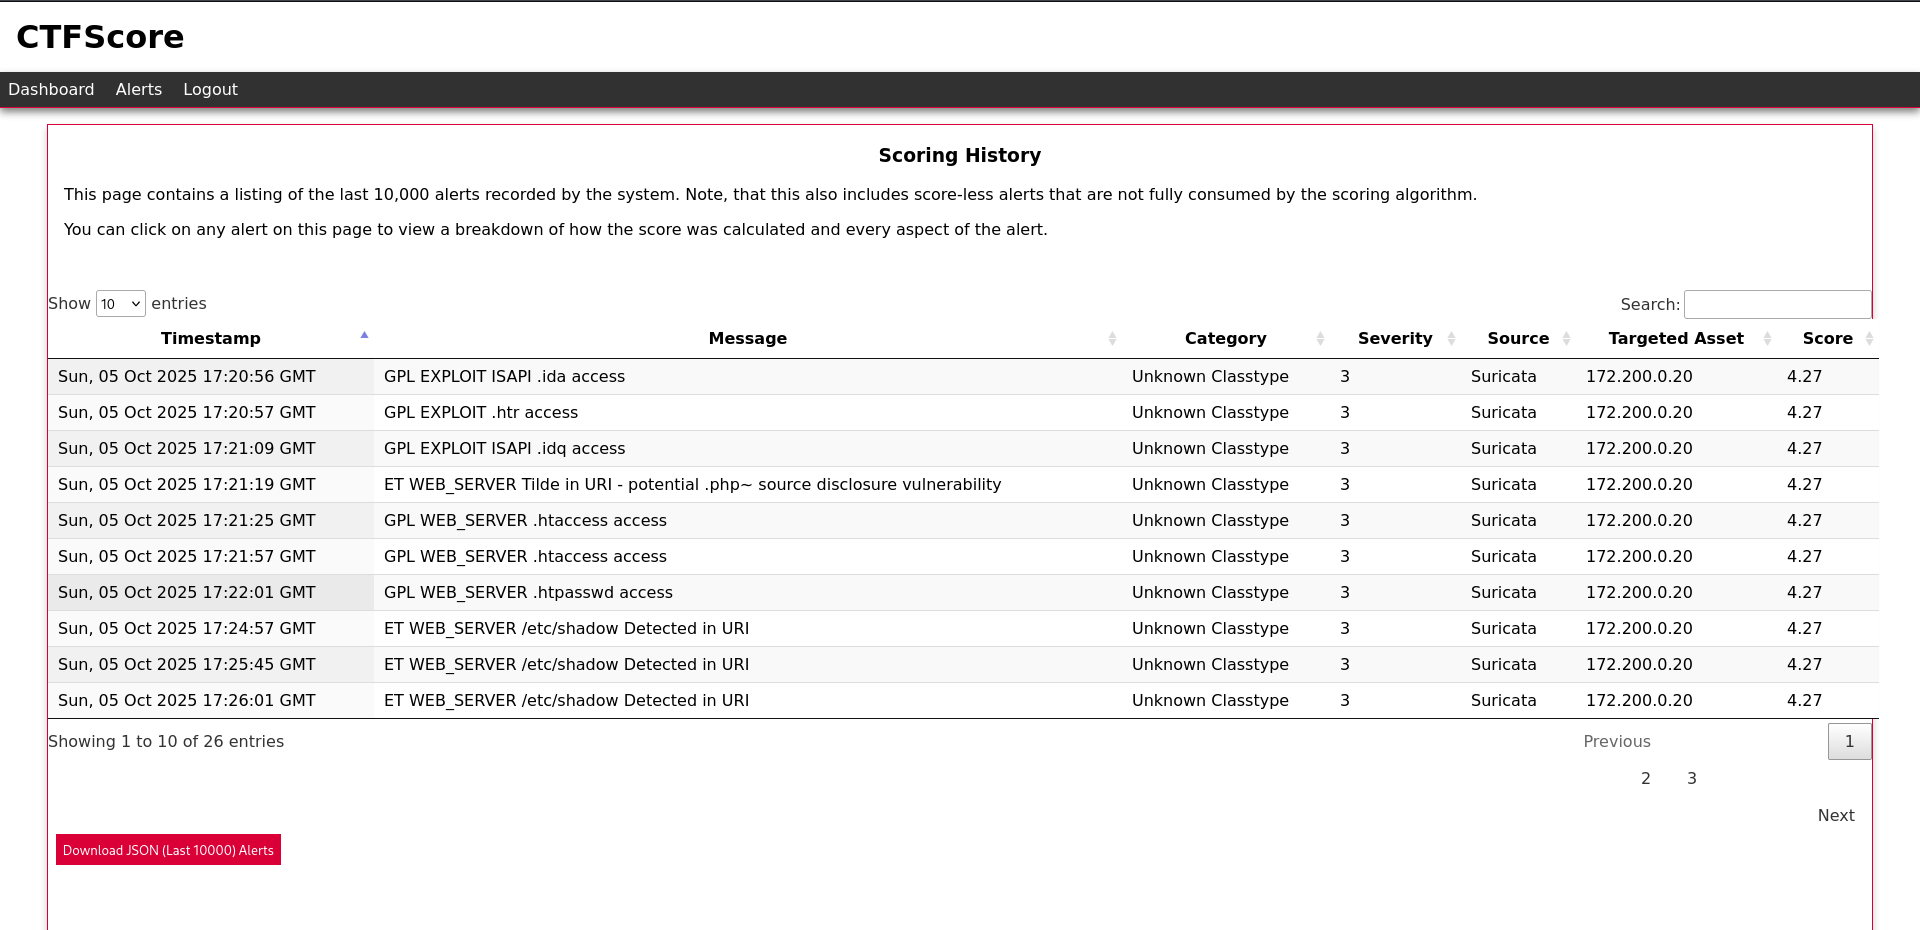 CTFScore
Dashboard Alerts Logout
Scoring History
This page contains a listing of the last 10,000 alerts recorded by the system. Note, that this also includes score-less alerts that are not fully consumed by the scoring algorithm.
You can click on any alert on this page to view a breakdown of how the score was calculated and every aspect of the alert.
Show 10 entries Search:
Timestamp Message Category Severity Source Targeted Asset Score
Sun, 05 Oct 2025 17:20:56 GMT GPL EXPLOIT ISAPI .ida access Unknown Classtype 3 Suricata 172.200.0.20 4.27
Sun, 05 Oct 2025 17:20:57 GMT GPL EXPLOIT .htr access Unknown Classtype 3 Suricata 172.200.0.20 4.27
Sun, 05 Oct 2025 17:21:09 GMT GPL EXPLOIT ISAPI .idq access Unknown Classtype 3 Suricata 172.200.0.20 4.27
Sun, 05 Oct 2025 17:21:19 GMT ET WEB_SERVER Tilde in URI - potential .php~ source disclosure vulnerability Unknown Classtype 3 Suricata 172.200.0.20 4.27
Sun, 05 Oct 2025 17:21:25 GMT GPL WEB_SERVER .htaccess access Unknown Classtype 3 Suricata 172.200.0.20 4.27
Sun, 05 Oct 2025 17:21:57 GMT GPL WEB_SERVER .htaccess access Unknown Classtype 3 Suricata 172.200.0.20 4.27
Sun, 05 Oct 2025 17:22:01 GMT GPL WEB_SERVER .htpasswd access Unknown Classtype 3 Suricata 172.200.0.20 4.27
Sun, 05 Oct 2025 17:24:57 GMT ET WEB_SERVER /etc/shadow Detected in URI Unknown Classtype 3 Suricata 172.200.0.20 4.27
Sun, 05 Oct 2025 17:25:45 GMT ET WEB_SERVER /etc/shadow Detected in URI Unknown Classtype 3 Suricata 172.200.0.20 4.27
Sun, 05 Oct 2025 17:26:01 GMT ET WEB_SERVER /etc/shadow Detected in URI Unknown Classtype 3 Suricata 172.200.0.20 4.27
Showing 1 to 10 of 26 entries Previous 1
2 3
Next
Download JSON (Last 10000) Alerts